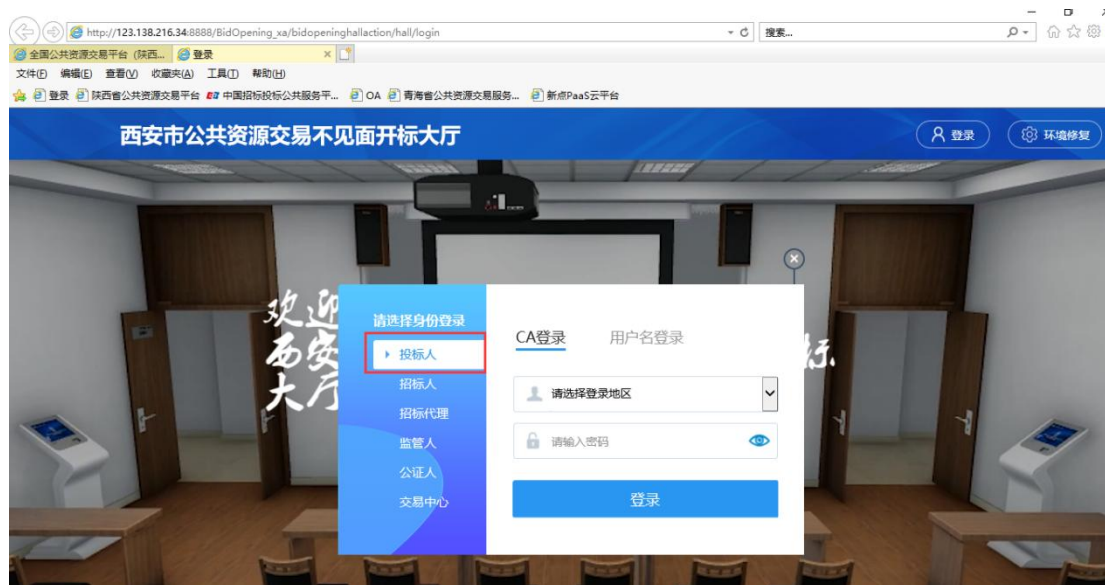 http://123.138.216.34:8888/BidOpening_xa/bidopeninghallaction/hall/login
搜索...
全国公共资源交易平台 (陕西...
登录
文件(F) 编辑(E) 查看(V) 收藏夹(A) 工具(T) 帮助(H)
登录 陕西省公共资源交易平台 中国招标投标公共服务平... OA 青海省公共资源交易服务... 新点PaaS云平台
西安市公共资源交易不见面开标大厅
登录
环境修复
欢迎
西安
大厅
标
请选择身份登录
投标人
招标人
招标代理
监管人
公证人
交易中心
CA登录 用户名登录
请选择登录地区
请输入密码
登录